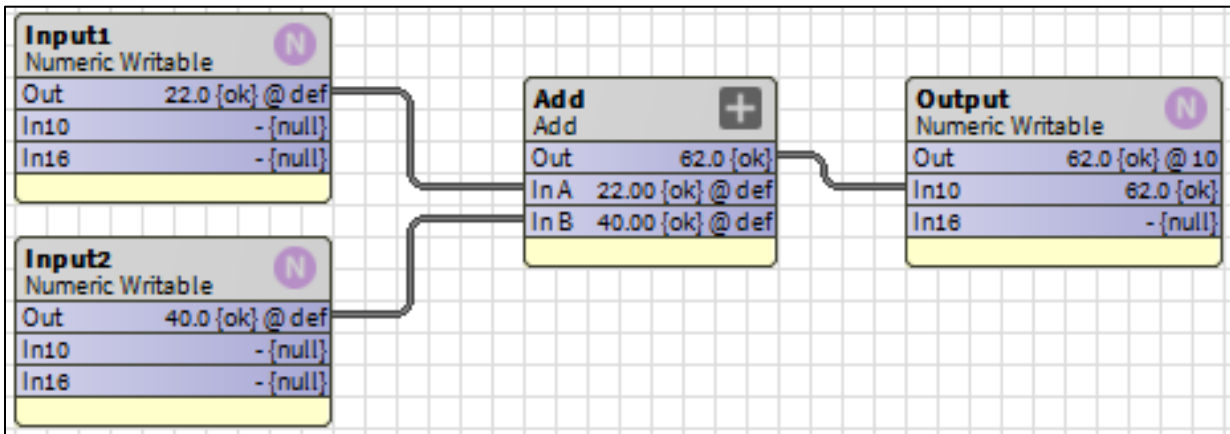 Input1
N
Numeric Writable
Out 22.0 {ok} @ def
In10 - {null}
In16 - {null}
Input2
N
Numeric Writable
Out 40.0 {ok} @ def
In10 - {null}
In16 - {null}
Add
Add
Out 62.0 {ok}
In A 22.00 {ok} @ def
In B 40.00 {ok} @ def
Output
N
Numeric Writable
Out 62.0 {ok} @ 10
In10 62.0 {ok}
In16 - {null}